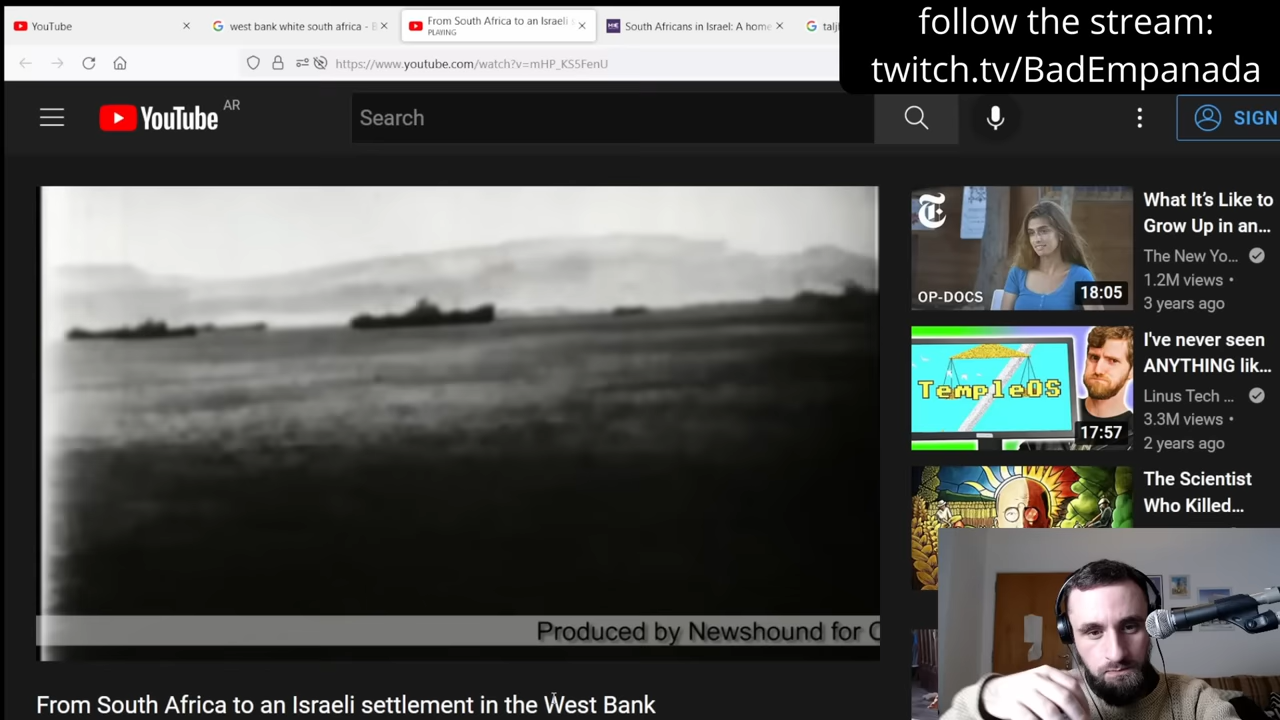 follow the stream:
twitch.tv/BadEmpanada
YouTube
west bank white south africa - B
From South Africa to an Israeli s
PLAYING
South Africans in Israel: A home
taljk
https://www.youtube.com/watch?v=mHP_KS5FenU
YouTube AR
Search
SIGN
Produced by Newshound for C
From South Africa to an Israeli settlement in the West Bank
OP-DOCS
18:05
What It's Like to
Grow Up in an...
The New Yo...
1.2M views •
3 years ago
TempleOS
17:57
I've never seen
ANYTHING lik...
Linus Tech ...
3.3M views •
2 years ago
The Scientist
Who Killed...